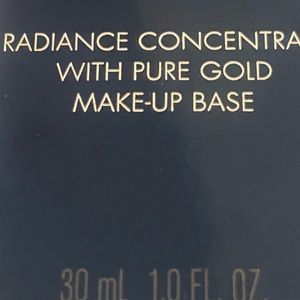 RADIANCE CONCENTRA
WITH PURE GOLD
MAKE-UP BASE
30 mL 1.0 FL. OZ.